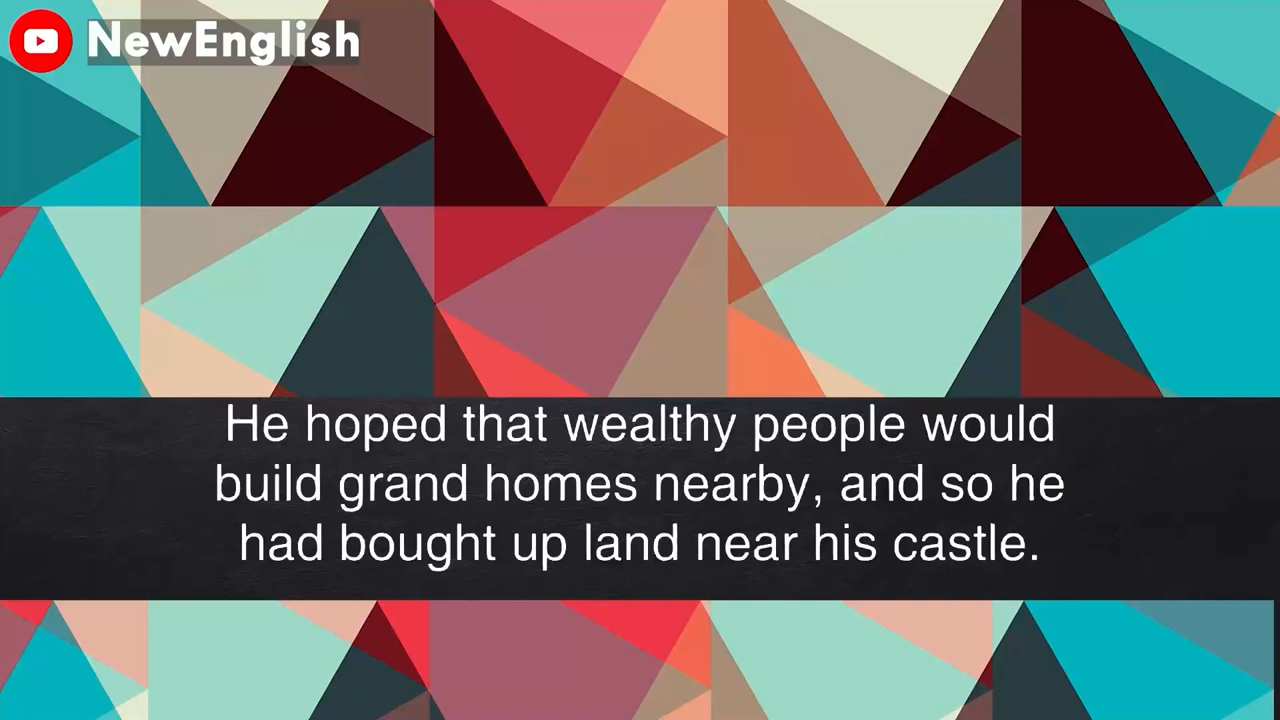 NewEnglish
He hoped that wealthy people would
build grand homes nearby, and so he
had bought up land near his castle.